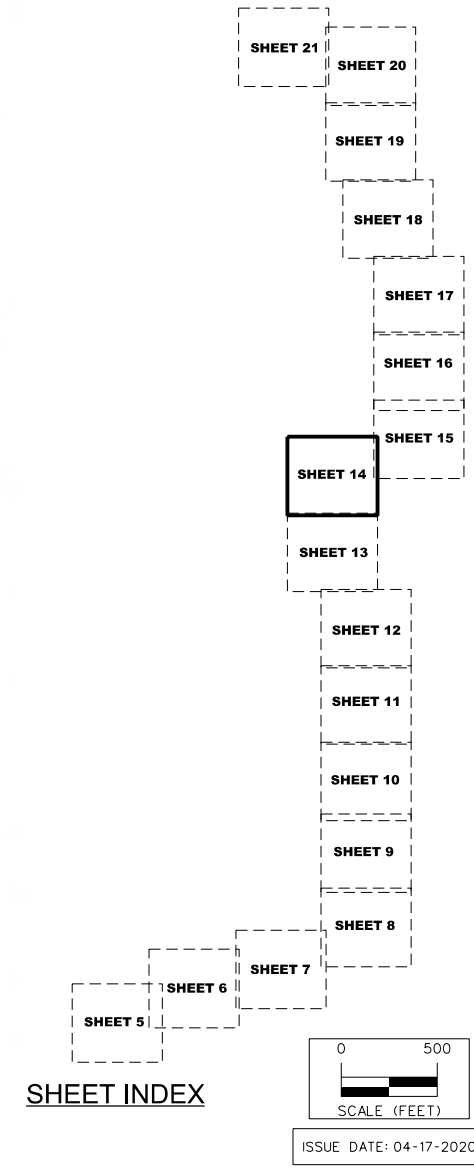 SHEET 21
SHEET 20
SHEET 19
SHEET 18
SHEET 17
SHEET 16
SHEET 15
SHEET 14
SHEET 13
SHEET 12
SHEET 11
SHEET 10
SHEET 9
SHEET 8
SHEET 7
SHEET 6
SHEET 5
SHEET INDEX
0 500
SCALE (FEET)
ISSUE DATE: 04-17-2020